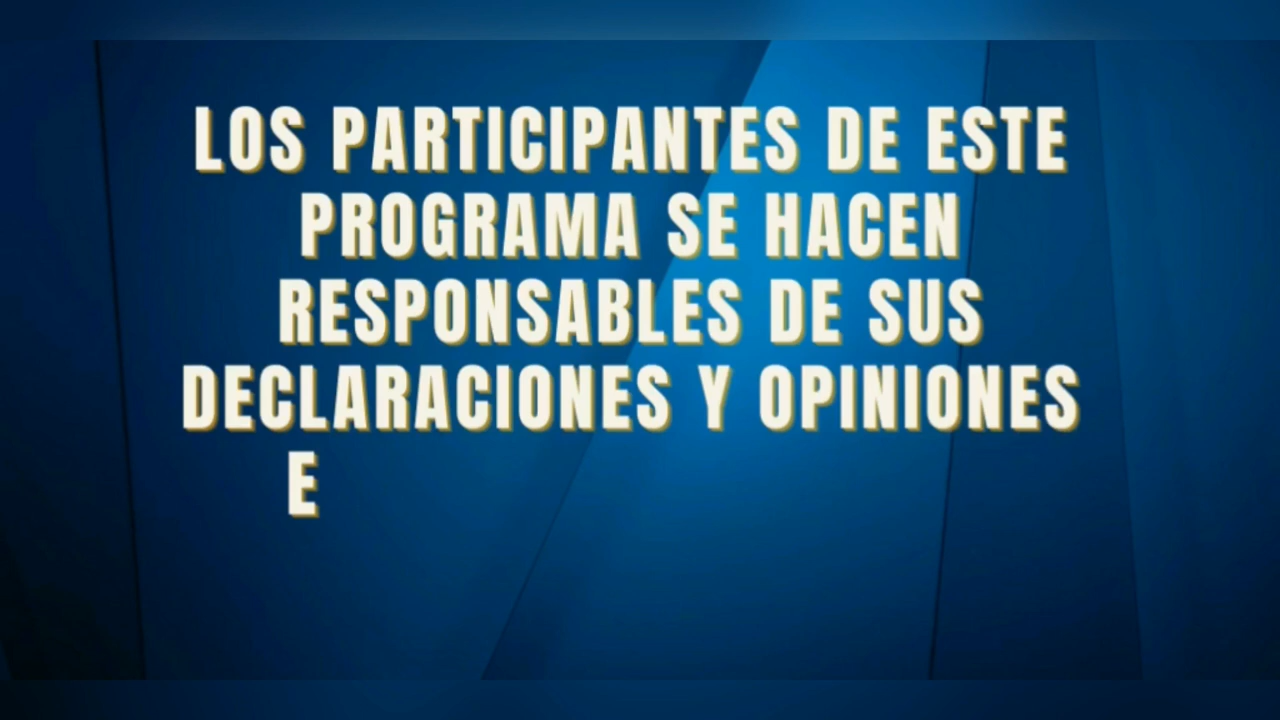 LOS PARTICIPANTES DE ESTE
PROGRAMA SE HACEN
RESPONSABLES DE SUS
DECLARACIONES Y OPINIONES
E